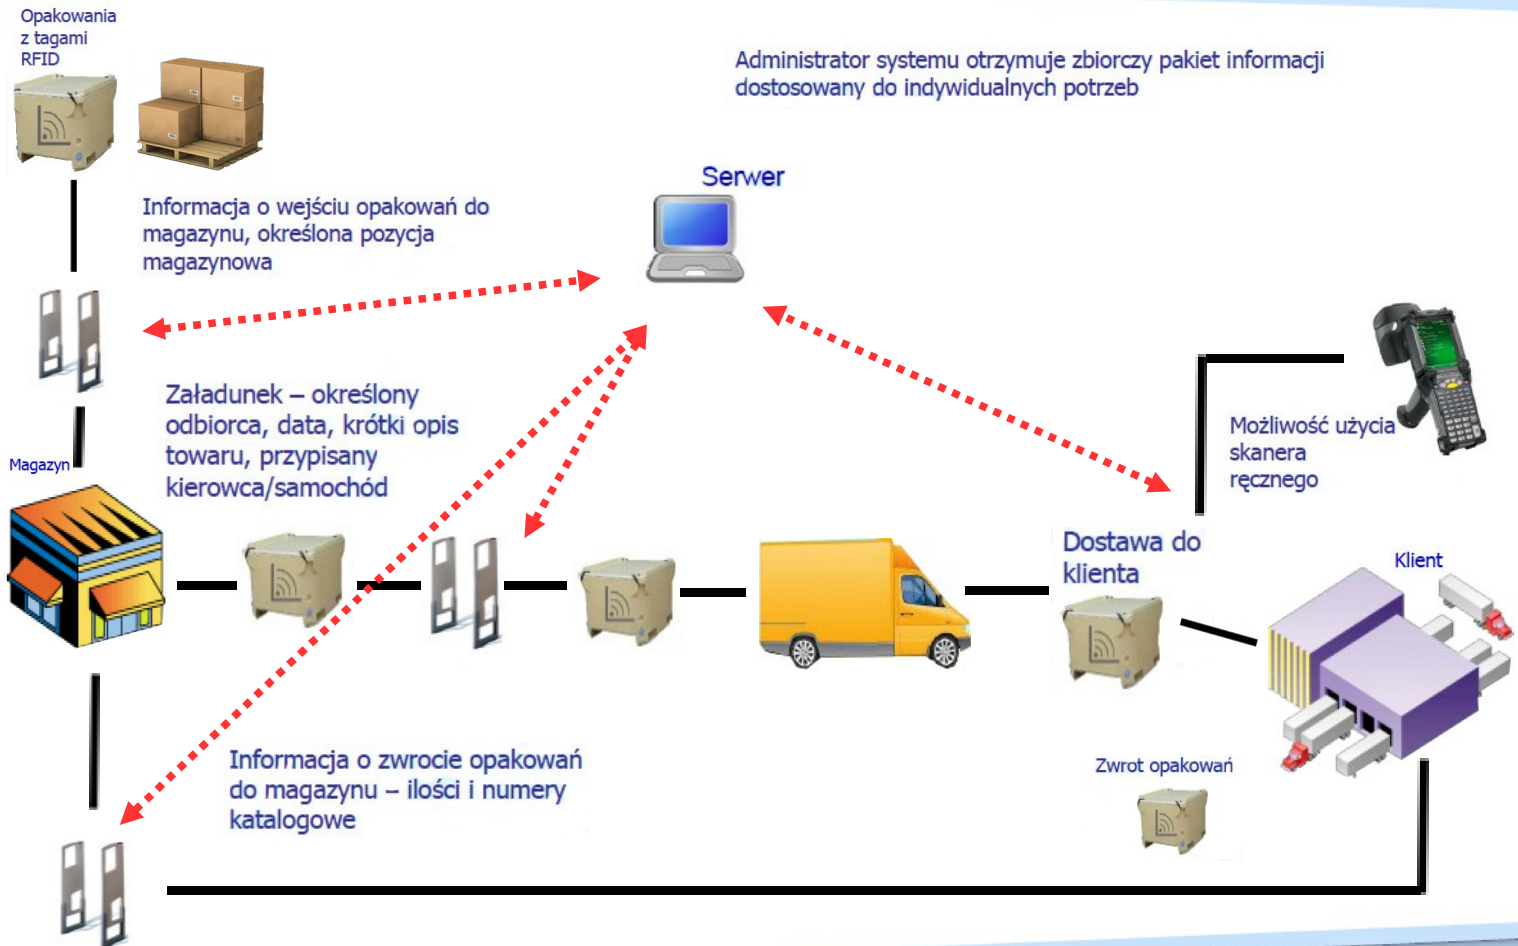 Opakowania
z tagami
RFID
Administrator systemu otrzymuje zbiorczy pakiet informacji
dostosowany do indywidualnych potrzeb
Serwer
Informacja o wejściu opakowań do
magazynu, określona pozycja
magazynowa
Załadunek – określony
odbiorca, data, krótki opis
towaru, przypisany
kierowca/samochód
Możliwość użycia
skanera
ręcznego
Magazyn
Dostawa do
klienta
Klient
Informacja o zwrocie opakowań
do magazynu – ilości i numery
katalogowe
Zwrot opakowań